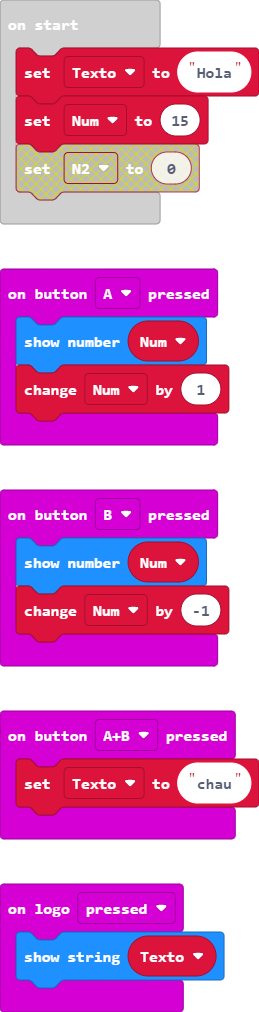 on start
set Texto to "Hola"
set Num to 15
set N2 to 0
on button A pressed
show number Num
change Num by 1
on button B pressed
show number Num
change Num by -1
on button A+B pressed
set Texto to "chau"
on logo pressed
show string Texto